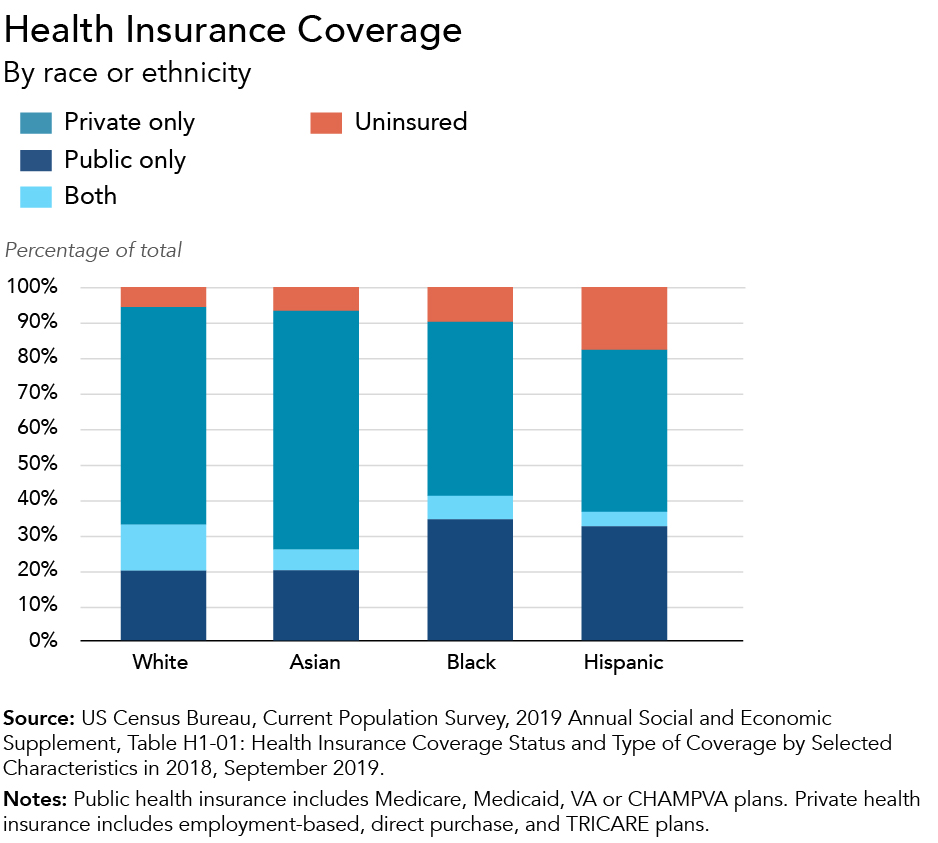 Health Insurance Coverage
By race or ethnicity
Private only
Uninsured
Public only
Both
Percentage of total
100%
90%
80%
70%
60%
50%
40%
30%
20%
10%
0%
White
Asian
Black
Hispanic
Source: US Census Bureau, Current Population Survey, 2019 Annual Social and Economic
Supplement, Table H1-01: Health Insurance Coverage Status and Type of Coverage by Selected
Characteristics in 2018, September 2019.
Notes: Public health insurance includes Medicare, Medicaid, VA or CHAMPVA plans. Private health
insurance includes employment-based, direct purchase, and TRICARE plans.